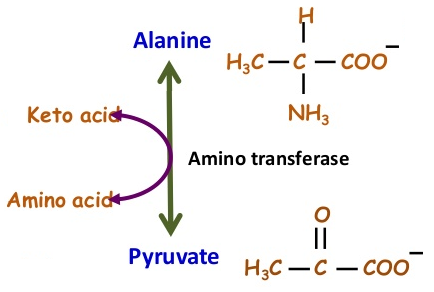 Alanine
H
H3C — C — COO–
NH3
Keto acid
Amino transferase
Amino acid
Pyruvate
O
H3C — C — COO–